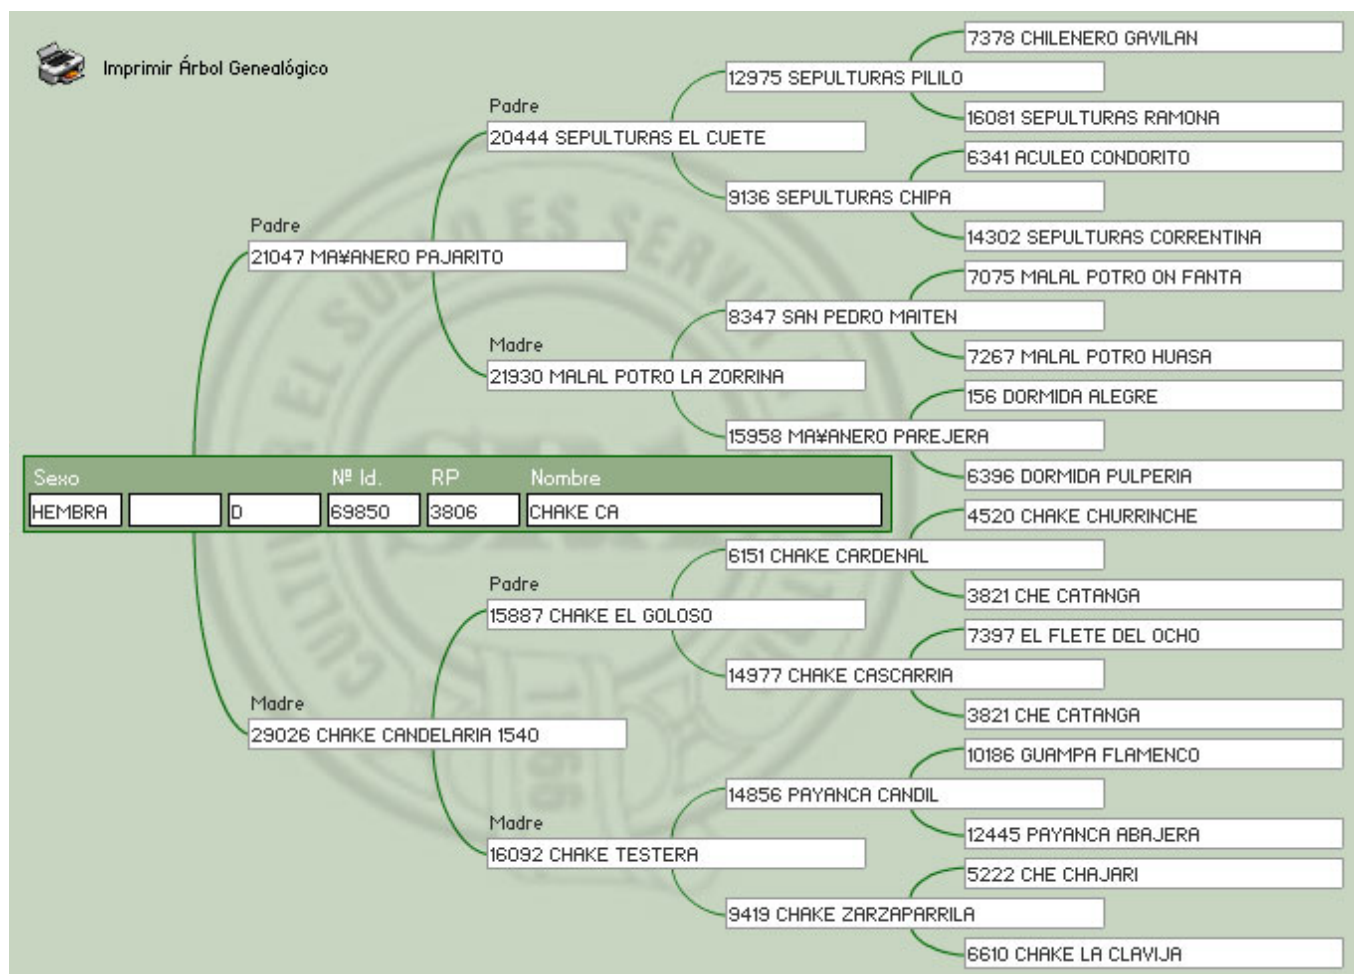 Imprimir Árbol Genealógico
7378 CHILENERO GAVILAN
12975 SEPULTURAS PILILO
Padre
16081 SEPULTURAS RAMONA
20444 SEPULTURAS EL CUETE
6341 ACULEO CONDORITO
9136 SEPULTURAS CHIPA
Padre
14302 SEPULTURAS CORRENTINA
21047 MA¥ANERO PAJARITO
7075 MALAL POTRO ON FANTA
8347 SAN PEDRO MAITEN
Madre
7267 MALAL POTRO HUASA
21930 MALAL POTRO LA ZORRINA
156 DORMIDA ALEGRE
15958 MA¥ANERO PAREJERA
6396 DORMIDA PULPERIA
Sexo Nº Id. RP Nombre
HEMBRA D 69850 3806 CHAKE CA
4520 CHAKE CHURRINCHE
6151 CHAKE CARDENAL
Padre
3821 CHE CATANGA
15887 CHAKE EL GOLOSO
7397 EL FLETE DEL OCHO
14977 CHAKE CASCARRIA
Madre
3821 CHE CATANGA
29026 CHAKE CANDELARIA 1540
10186 GUAMPA FLAMENCO
14856 PAYANCA CANDIL
Madre
12445 PAYANCA ABAJERA
16092 CHAKE TESTERA
5222 CHE CHAJARI
9419 CHAKE ZARZAPARRILA
6610 CHAKE LA CLAVIJA
CULTIVAR EL SUELO ES SERVIR
1866